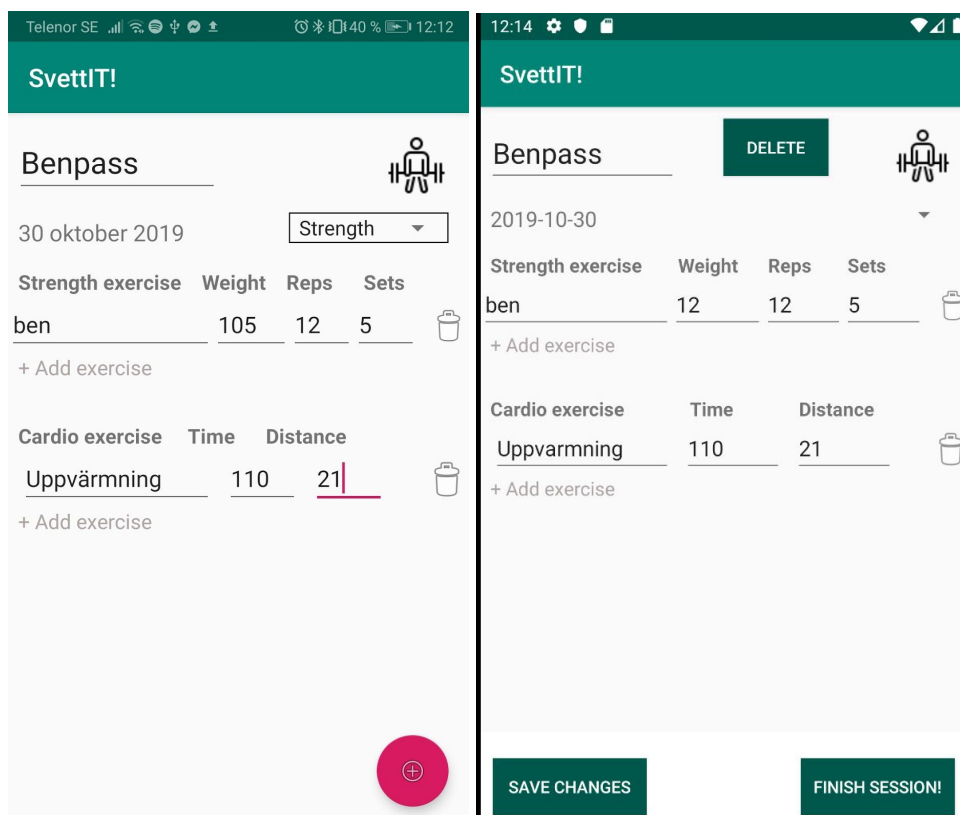 Telenor SE 40 % 12:12
SvettIT!
Benpass
30 oktober 2019 Strength
Strength exercise Weight Reps Sets
ben 105 12 5
+ Add exercise
Cardio exercise Time Distance
Uppvärmning 110 21
+ Add exercise
12:14
SvettIT!
Benpass DELETE
2019-10-30
Strength exercise Weight Reps Sets
ben 12 12 5
+ Add exercise
Cardio exercise Time Distance
Uppvarmning 110 21
+ Add exercise
SAVE CHANGES FINISH SESSION!